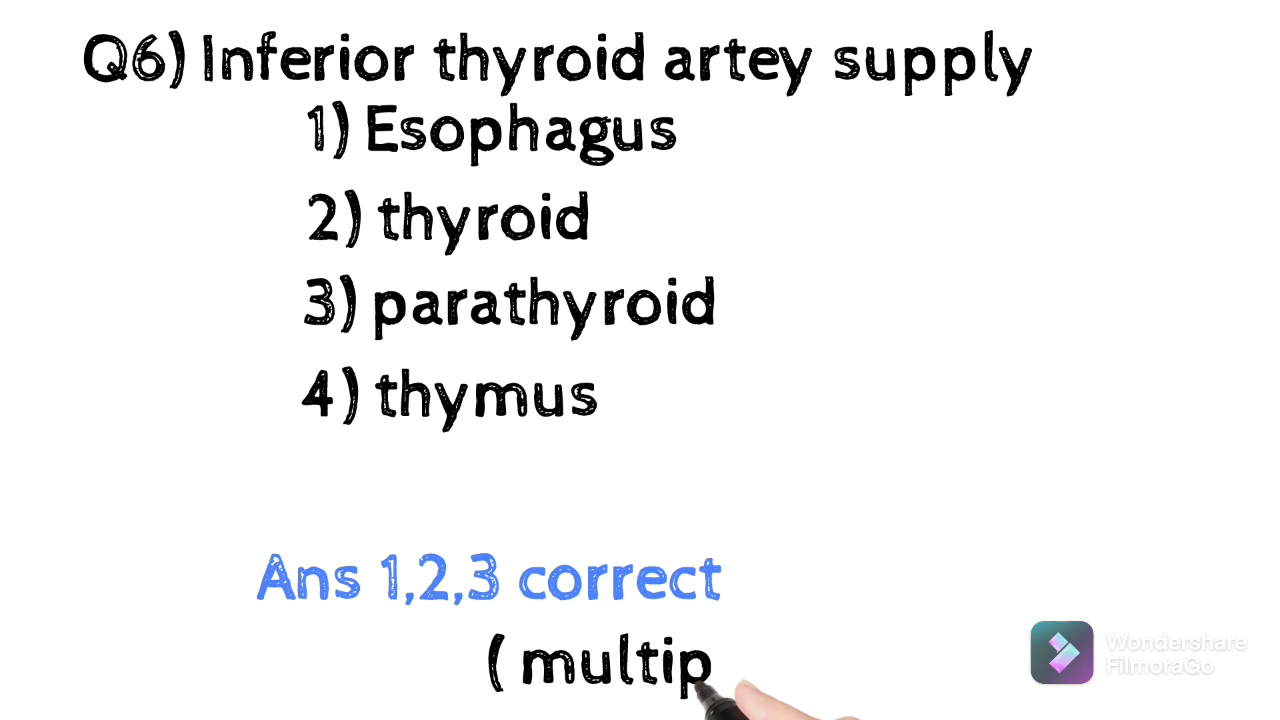 Q6) Inferior thyroid artey supply
1) Esophagus
2) thyroid
3) parathyroid
4) thymus
Ans 1,2,3 correct
( multip
Wondershare
FilmoraGo